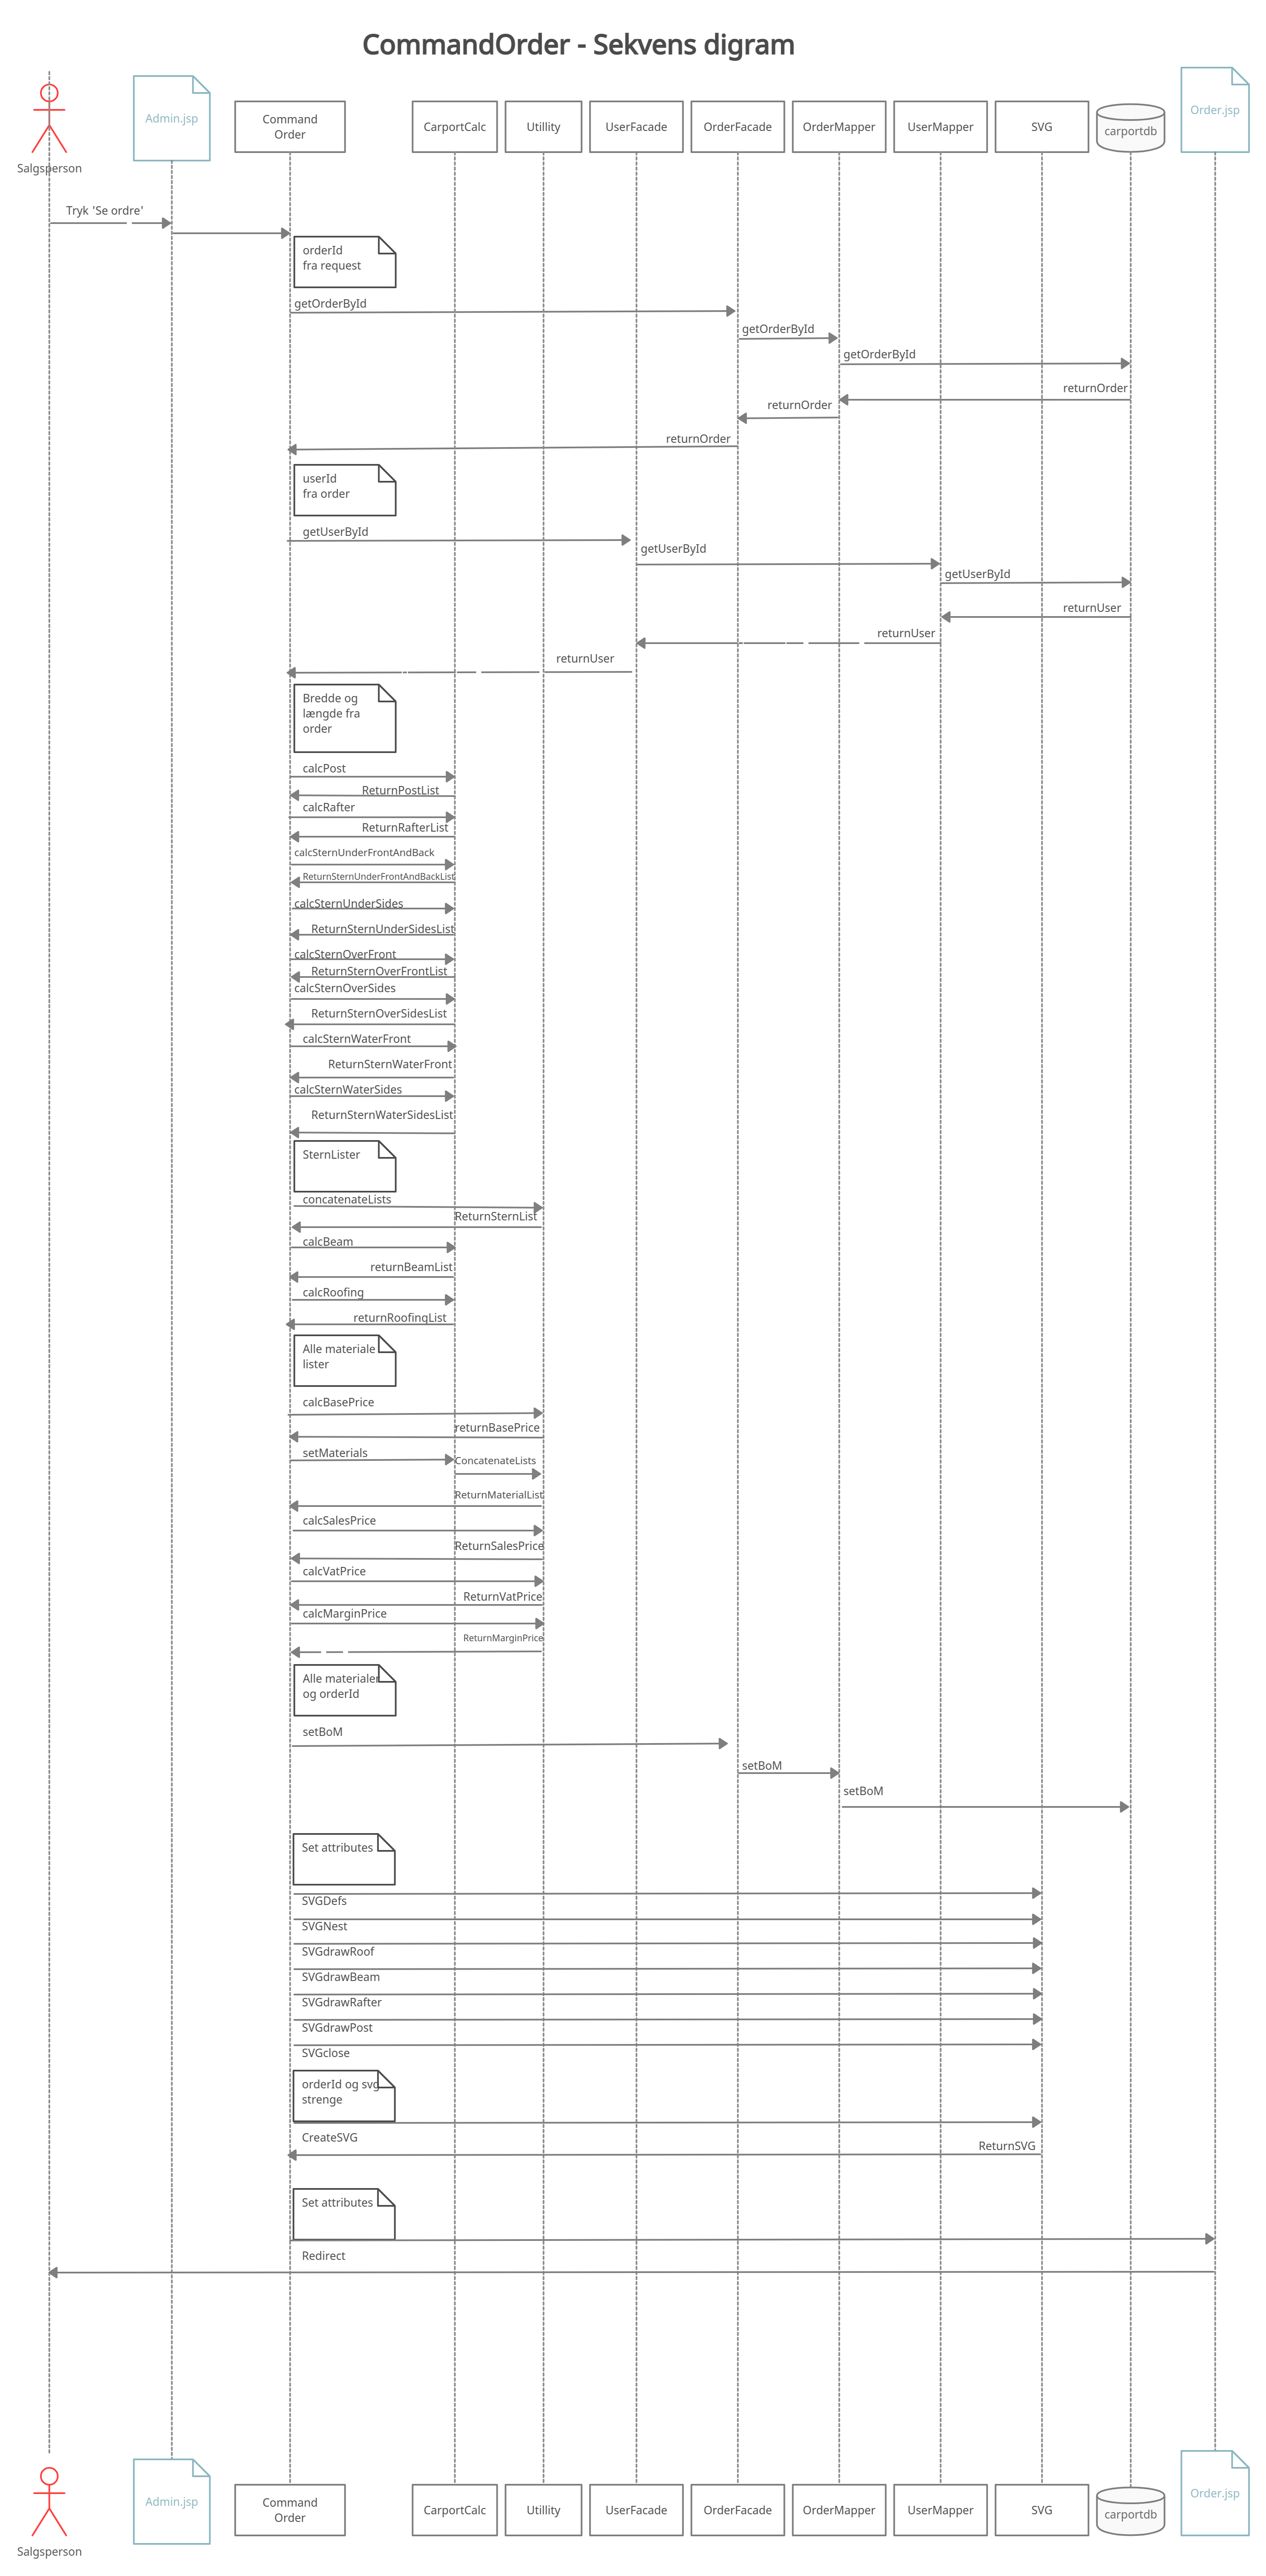 CommandOrder - Sekvens digram
Salgsperson
Admin.jsp
Command
Order
CarportCalc
Utillity
UserFacade
OrderFacade
OrderMapper
UserMapper
SVG
carportdb
Order.jsp
Tryk 'Se ordre'
orderId
fra request
getOrderById
getOrderById
getOrderById
returnOrder
returnOrder
returnOrder
userId
fra order
getUserById
getUserById
getUserById
returnUser
returnUser
returnUser
Bredde og
længde fra
order
calcPost
ReturnPostList
calcRafter
ReturnRafterList
calcSternUnderFrontAndBack
ReturnSternUnderFrontAndBackList
calcSternUnderSides
ReturnSternUnderSidesList
calcSternOverFront
ReturnSternOverFrontList
calcSternOverSides
ReturnSternOverSidesList
calcSternWaterFront
ReturnSternWaterFront
calcSternWaterSides
ReturnSternWaterSidesList
SternLister
concatenateLists
ReturnSternList
calcBeam
returnBeamList
calcRoofing
returnRoofingList
Alle materiale
lister
calcBasePrice
returnBasePrice
setMaterials
ConcatenateLists
ReturnMaterialList
calcSalesPrice
ReturnSalesPrice
calcVatPrice
ReturnVatPrice
calcMarginPrice
ReturnMarginPrice
Alle materialer
og orderId
setBoM
setBoM
setBoM
Set attributes
SVGDefs
SVGNest
SVGdrawRoof
SVGdrawBeam
SVGdrawRafter
SVGdrawPost
SVGclose
orderId og svg
strenge
CreateSVG
ReturnSVG
Set attributes
Redirect
Salgsperson
Admin.jsp
Command
Order
CarportCalc
Utillity
UserFacade
OrderFacade
OrderMapper
UserMapper
SVG
carportdb
Order.jsp